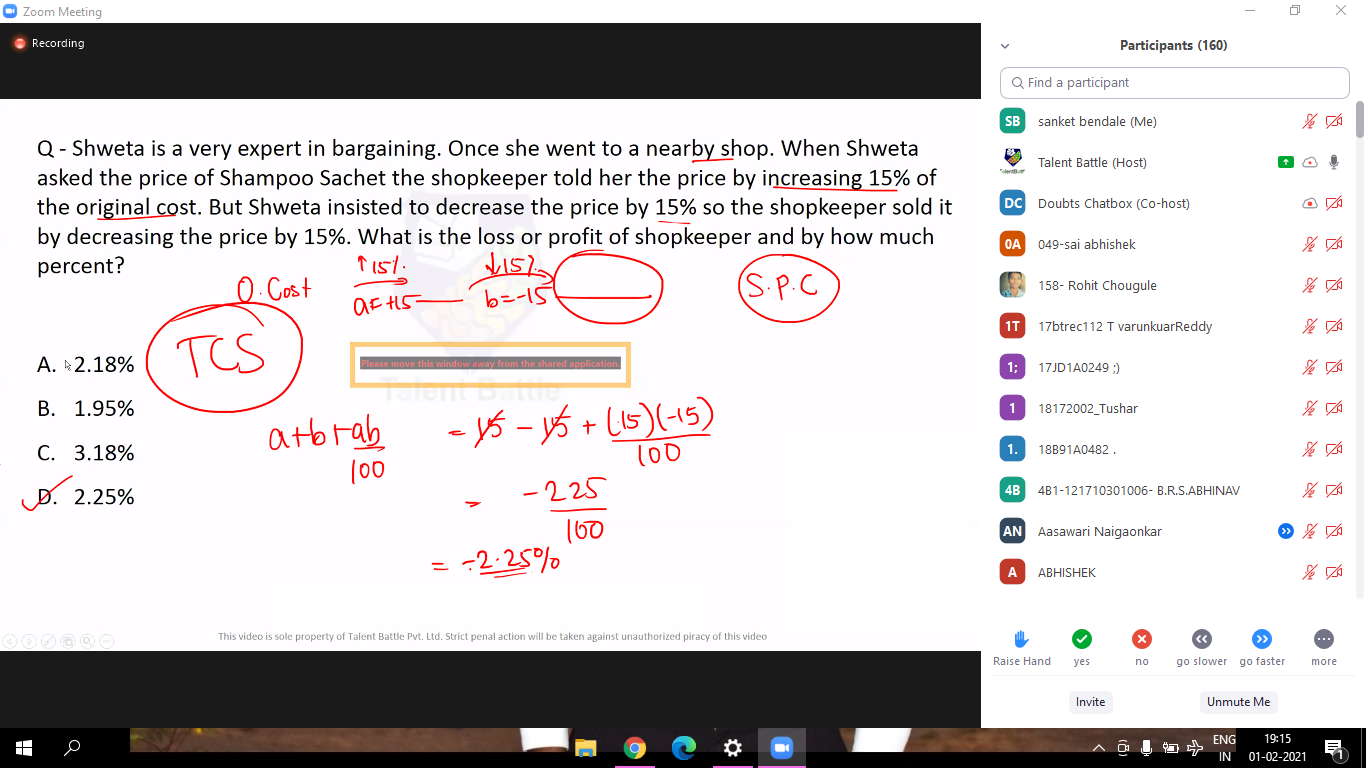 Zoom Meeting
Recording
Q - Shweta is a very expert in bargaining. Once she went to a nearby shop. When Shweta
asked the price of Shampoo Sachet the shopkeeper told her the price by increasing 15% of
the original cost. But Shweta insisted to decrease the price by 15% so the shopkeeper sold it
by decreasing the price by 15%. What is the loss or profit of shopkeeper and by how much
percent?
O. Cost
↑15%
a=+15
↓15%
b=-15
S.P.C
TCS
A. 2.18%
B. 1.95%
C. 3.18%
D. 2.25%
Please move this window away from the shared application.
Talent Battle
a+b+ab/100 = 15 - 15 + (15)(-15)/100
= -225/100
= -2.25%
This video is sole property of Talent Battle Pvt. Ltd. Strict penal action will be taken against unauthorized piracy of this video
Participants (160)
Find a participant
SB sanket bendale (Me)
Talent Battle (Host)
DC Doubts Chatbox (Co-host)
0A 049-sai abhishek
158- Rohit Chougule
1T 17btrec112 T varunkuarReddy
1; 17JD1A0249 ;)
1 18172002_Tushar
1. 18B91A0482 .
4B 4B1-121710301006- B.R.S.ABHINAV
AN Aasawari Naigaonkar
A ABHISHEK
Raise Hand yes no go slower go faster more
Invite Unmute Me
ENG
IN
19:15
01-02-2021
1